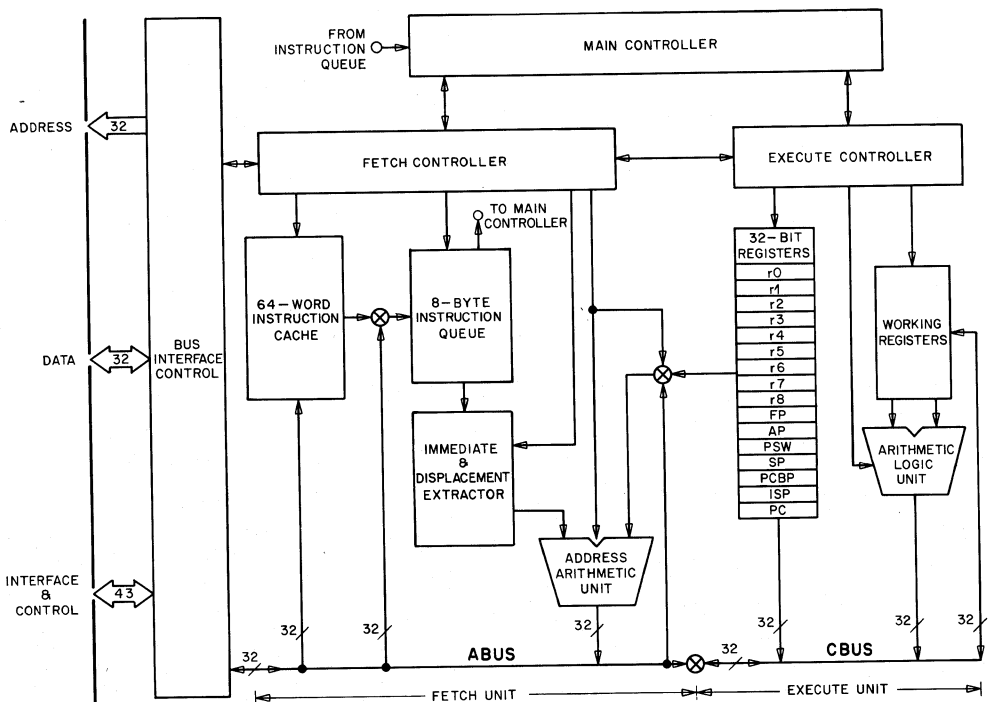 FROM
INSTRUCTION
QUEUE
MAIN CONTROLLER
ADDRESS
32
FETCH CONTROLLER
EXECUTE CONTROLLER
TO MAIN
CONTROLLER
64-WORD
INSTRUCTION
CACHE
8-BYTE
INSTRUCTION
QUEUE
32-BIT
REGISTERS
r0
r1
r2
r3
r4
r5
r6
r7
r8
FP
AP
PSW
SP
PCBP
ISP
PC
WORKING
REGISTERS
DATA
32
BUS
INTERFACE
CONTROL
IMMEDIATE
&
DISPLACEMENT
EXTRACTOR
ARITHMETIC
LOGIC
UNIT
ADDRESS
ARITHMETIC
UNIT
INTERFACE
&
CONTROL
43
32
32
32
32
32
32
32
ABUS
32
CBUS
FETCH UNIT
EXECUTE UNIT